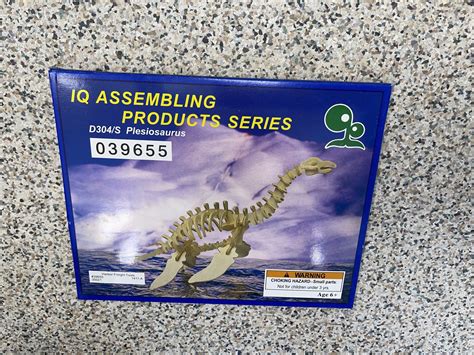 IQ ASSEMBLING
PRODUCTS SERIES
D304/S Plesiosaurus
039655
WARNING
CHOKING HAZARD--Small parts.
Not for children under 3 yrs.
Age 6+